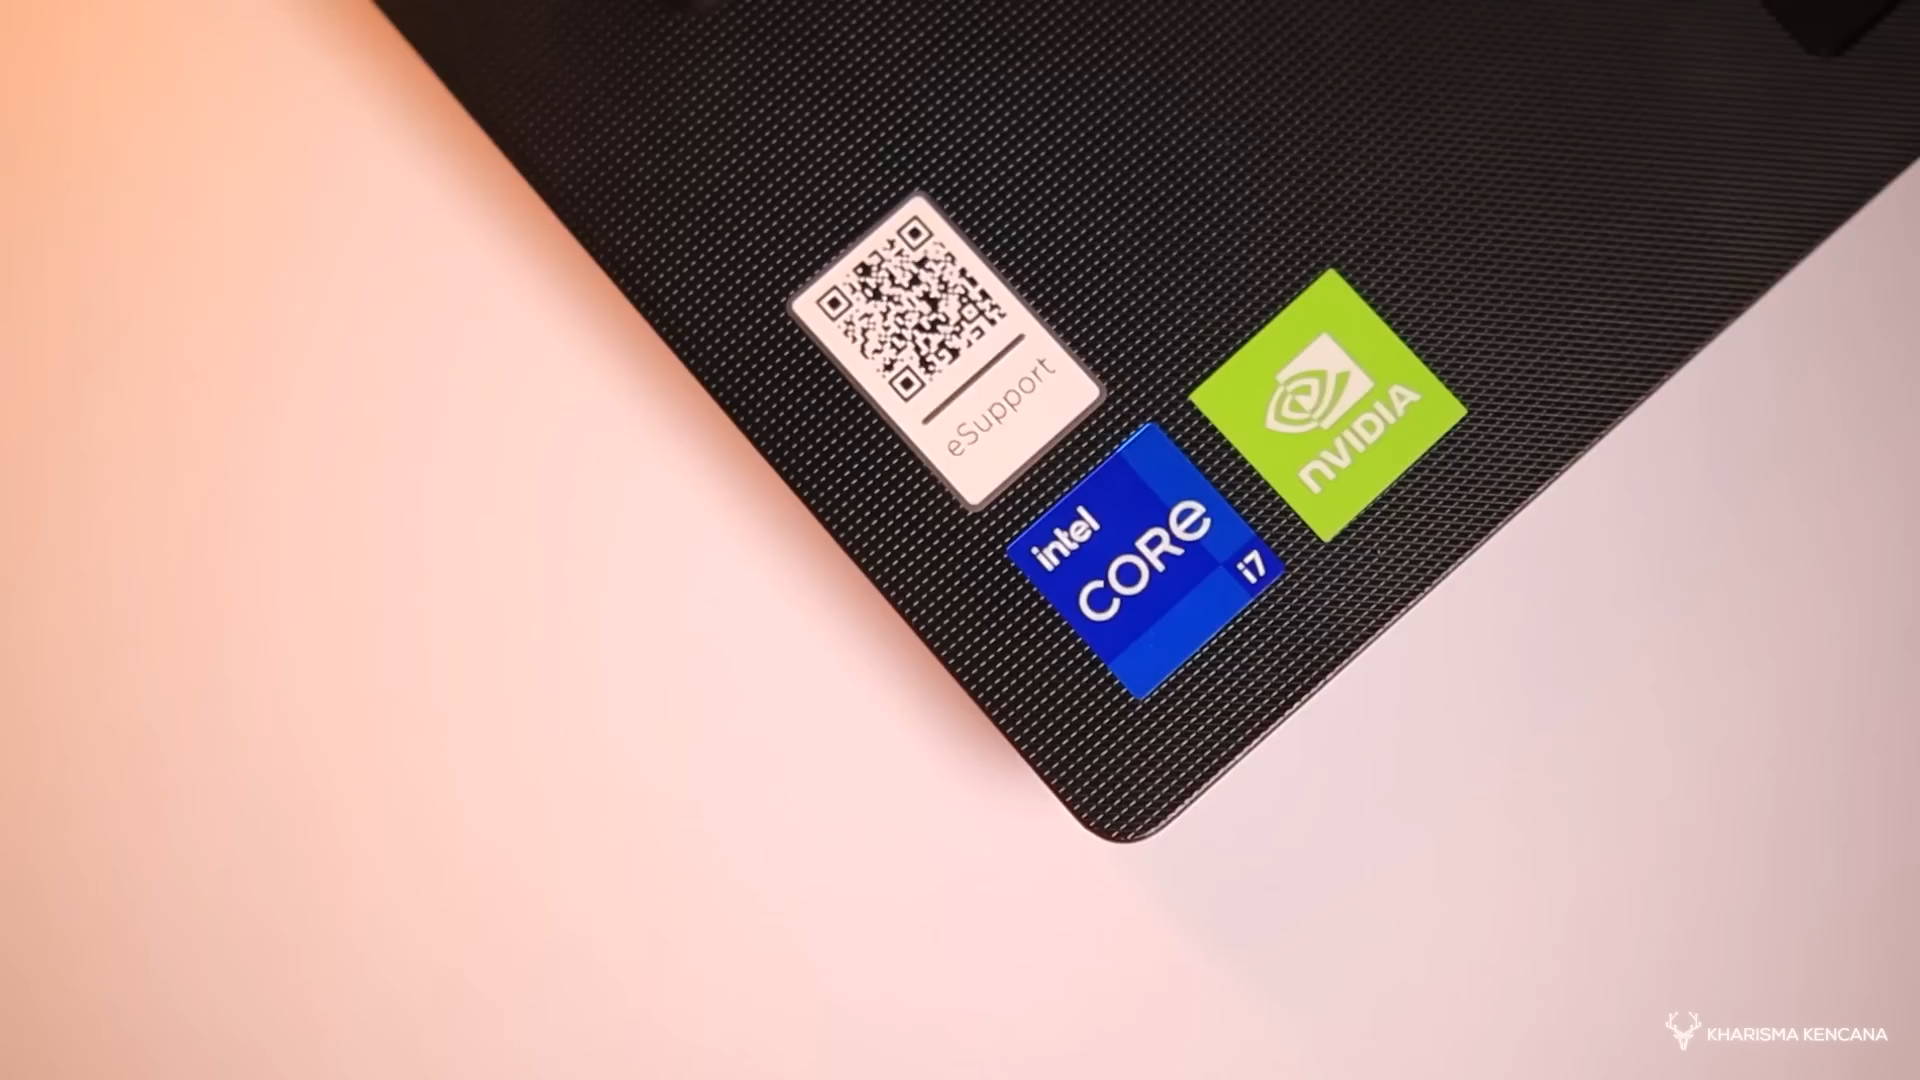 eSupport
intel
CORe
i7
nVIDIA
KHARISMA KENCANA